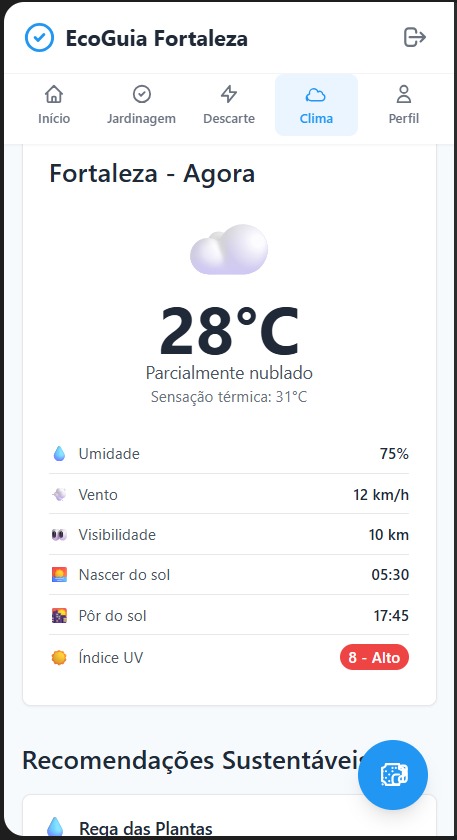 EcoGuia Fortaleza
Início Jardinagem Descarte Clima Perfil
Fortaleza - Agora
28°C
Parcialmente nublado
Sensação térmica: 31°C
Umidade 75%
Vento 12 km/h
Visibilidade 10 km
Nascer do sol 05:30
Pôr do sol 17:45
Índice UV 8 - Alto
Recomendações Sustentáveis
Rega das Plantas